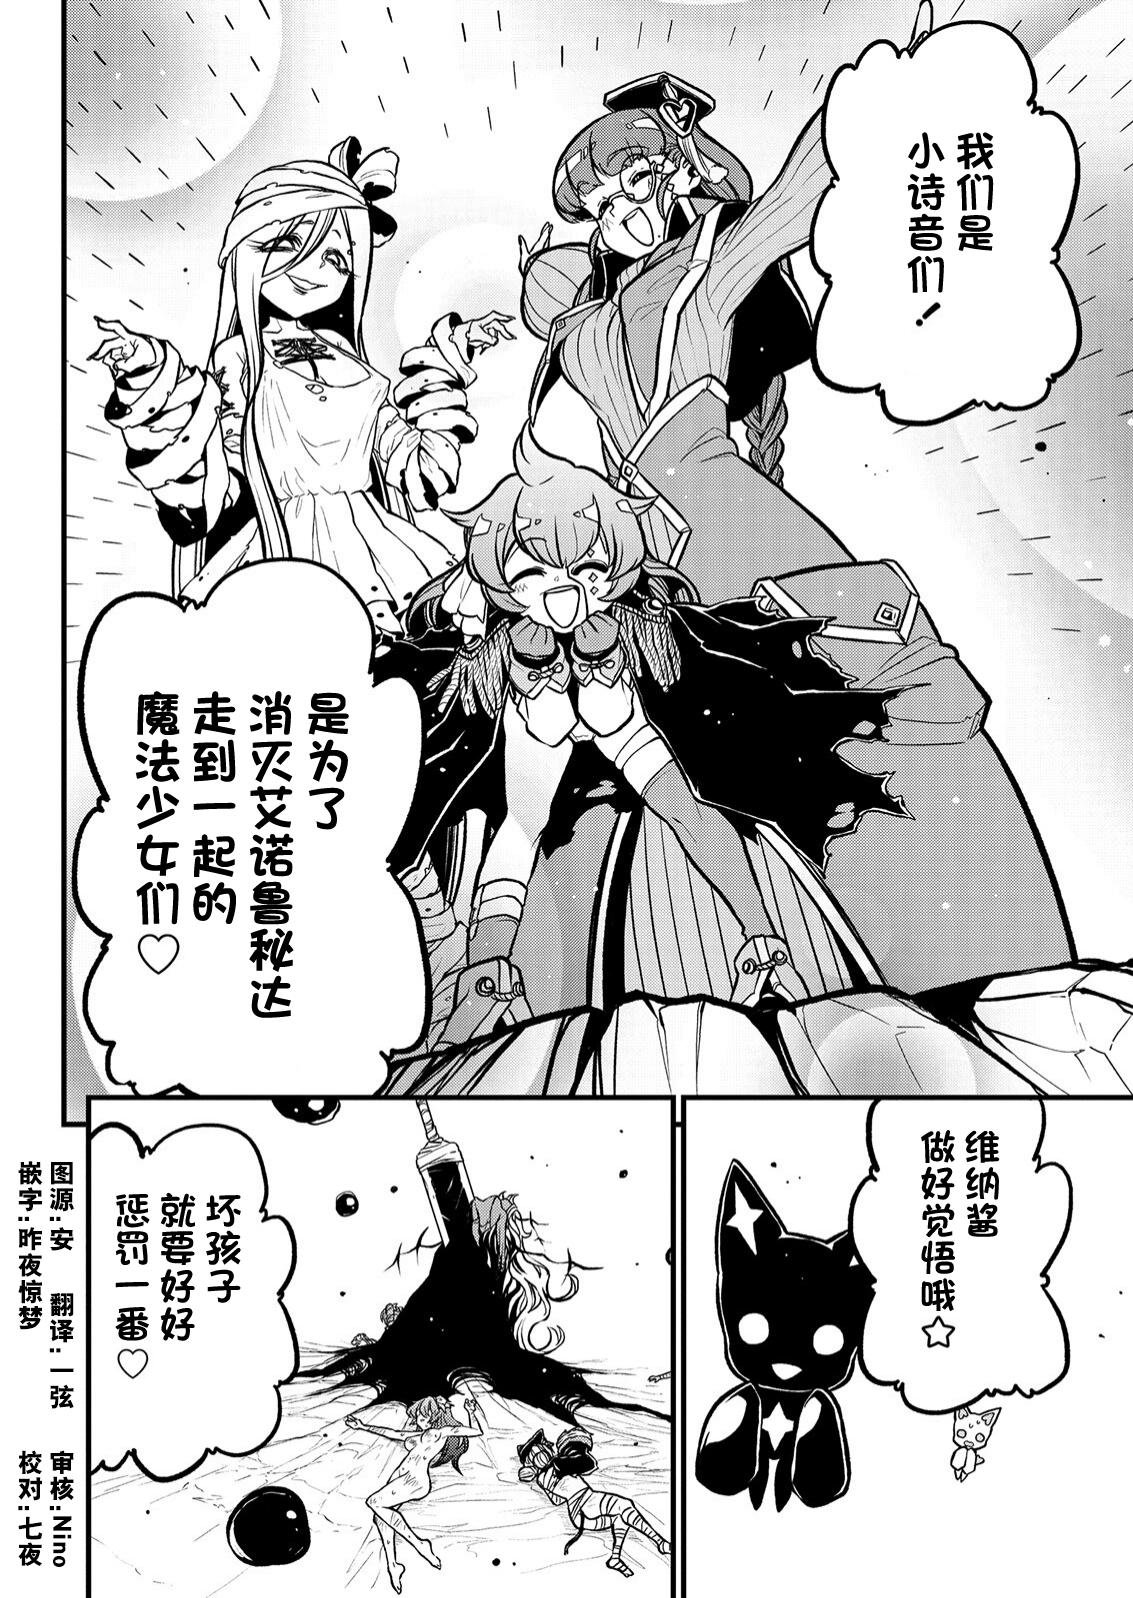 我们是
小诗音们！
是为了
消灭艾诺鲁秘达
走到一起的
魔法少女们♡
维纳酱
做好觉悟哦☆
坏孩子
就要好好
惩罚一番♡
图源：安　翻译：一弦　审核：Nino
嵌字：昨夜惊梦　校对：七夜